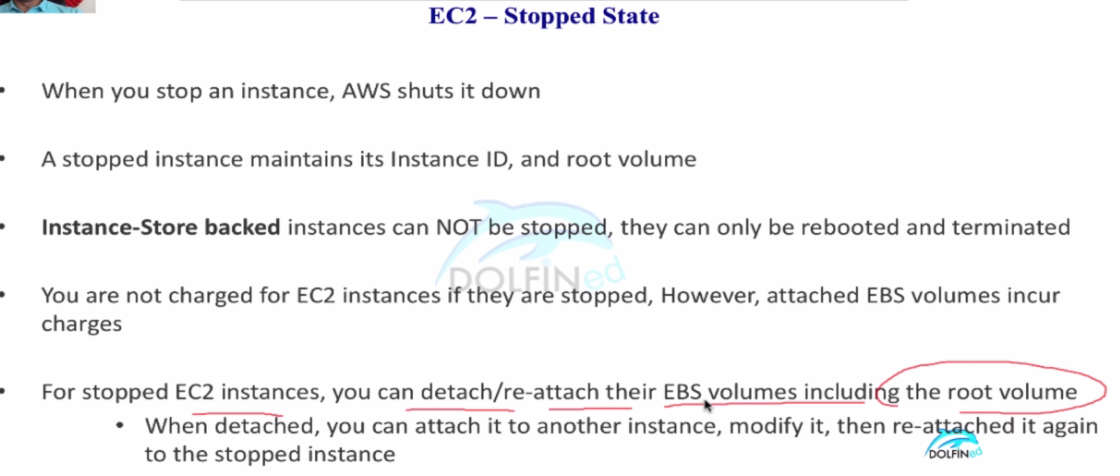 EC2 – Stopped State
• When you stop an instance, AWS shuts it down
• A stopped instance maintains its Instance ID, and root volume
• Instance-Store backed instances can NOT be stopped, they can only be rebooted and terminated
DOLFINed
• You are not charged for EC2 instances if they are stopped, However, attached EBS volumes incur
charges
• For stopped EC2 instances, you can detach/re-attach their EBS volumes including the root volume
• When detached, you can attach it to another instance, modify it, then re-attached it again
to the stopped instance
DOLFINed